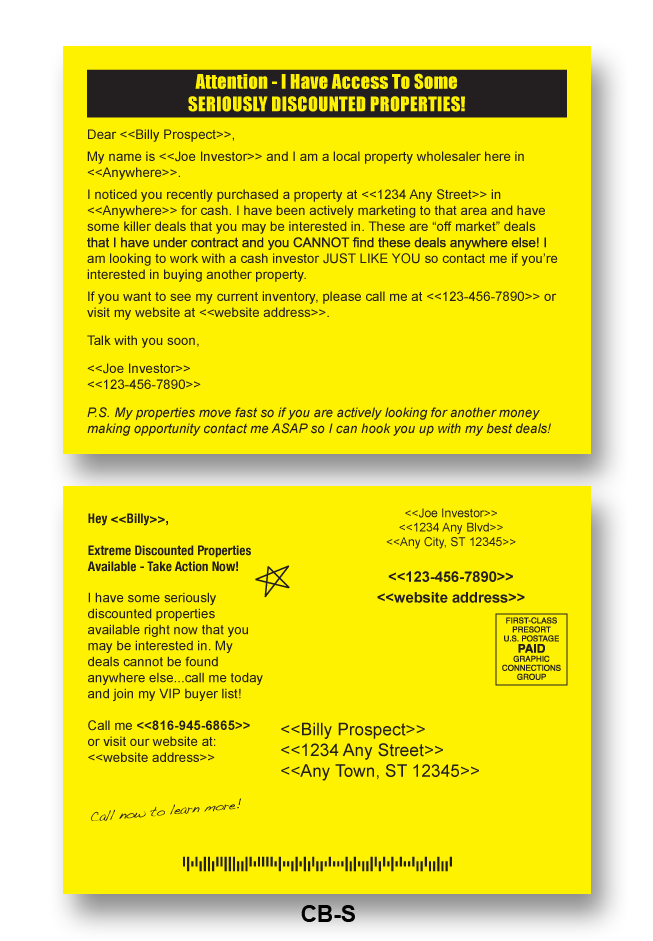 Attention - I Have Access To Some
SERIOUSLY DISCOUNTED PROPERTIES!
Dear <<Billy Prospect>>,
My name is <<Joe Investor>> and I am a local property wholesaler here in
<<Anywhere>>.
I noticed you recently purchased a property at <<1234 Any Street>> in
<<Anywhere>> for cash. I have been actively marketing to that area and have
some killer deals that you may be interested in. These are “off market” deals
that I have under contract and you CANNOT find these deals anywhere else! I
am looking to work with a cash investor JUST LIKE YOU so contact me if you’re
interested in buying another property.
If you want to see my current inventory, please call me at <<123-456-7890>> or
visit my website at <<website address>>.
Talk with you soon,
<<Joe Investor>>
<<123-456-7890>>
P.S. My properties move fast so if you are actively looking for another money
making opportunity contact me ASAP so I can hook you up with my best deals!
Hey <<Billy>>,
Extreme Discounted Properties
Available - Take Action Now!
I have some seriously
discounted properties
available right now that you
may be interested in. My
deals cannot be found
anywhere else...call me today
and join my VIP buyer list!
Call me <<816-945-6865>>
or visit our website at:
<<website address>>
Call now to learn more!
<<Joe Investor>>
<<1234 Any Blvd>>
<<Any City, ST 12345>>
<<123-456-7890>>
<<website address>>
FIRST-CLASS
PRESORT
U.S. POSTAGE
PAID
GRAPHIC
CONNECTIONS
GROUP
<<Billy Prospect>>
<<1234 Any Street>>
<<Any Town, ST 12345>>
CB-S